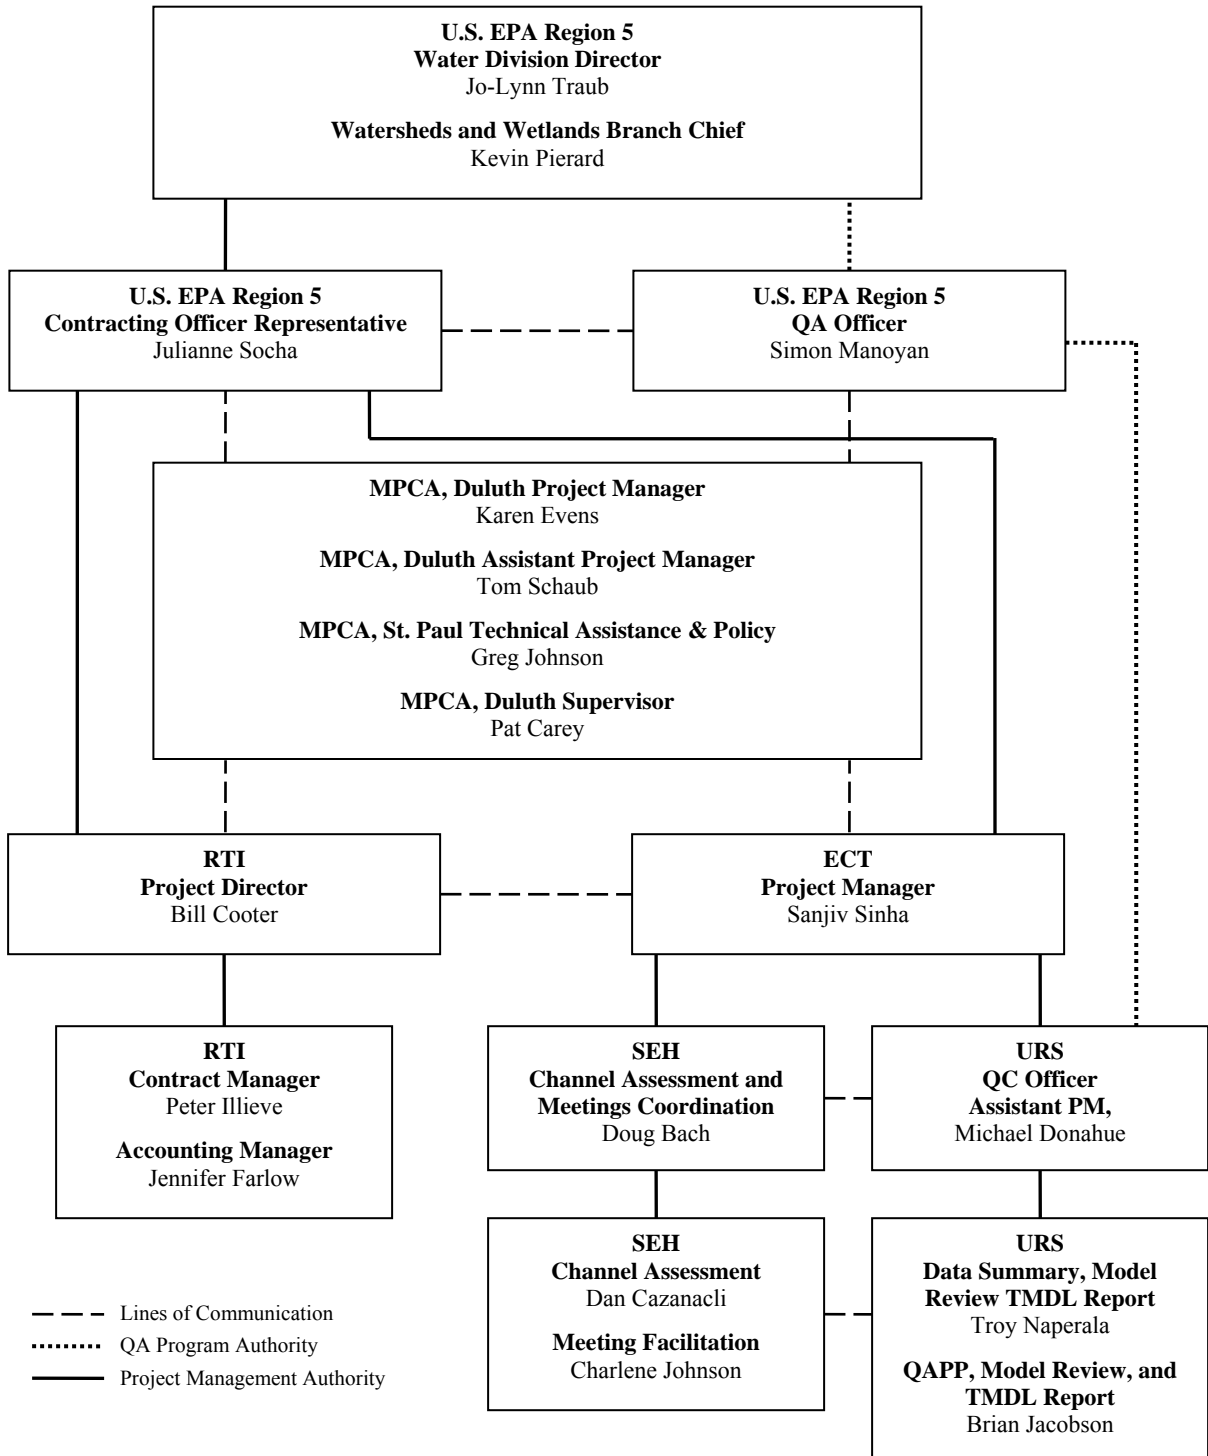 U.S. EPA Region 5
Water Division Director
Jo-Lynn Traub
Watersheds and Wetlands Branch Chief
Kevin Pierard
U.S. EPA Region 5
Contracting Officer Representative
Julianne Socha
U.S. EPA Region 5
QA Officer
Simon Manoyan
MPCA, Duluth Project Manager
Karen Evens
MPCA, Duluth Assistant Project Manager
Tom Schaub
MPCA, St. Paul Technical Assistance & Policy
Greg Johnson
MPCA, Duluth Supervisor
Pat Carey
RTI
Project Director
Bill Cooter
ECT
Project Manager
Sanjiv Sinha
RTI
Contract Manager
Peter Illieve
Accounting Manager
Jennifer Farlow
SEH
Channel Assessment and
Meetings Coordination
Doug Bach
URS
QC Officer
Assistant PM,
Michael Donahue
SEH
Channel Assessment
Dan Cazanacli
Meeting Facilitation
Charlene Johnson
URS
Data Summary, Model
Review TMDL Report
Troy Naperala
QAPP, Model Review, and
TMDL Report
Brian Jacobson
Lines of Communication
QA Program Authority
Project Management Authority